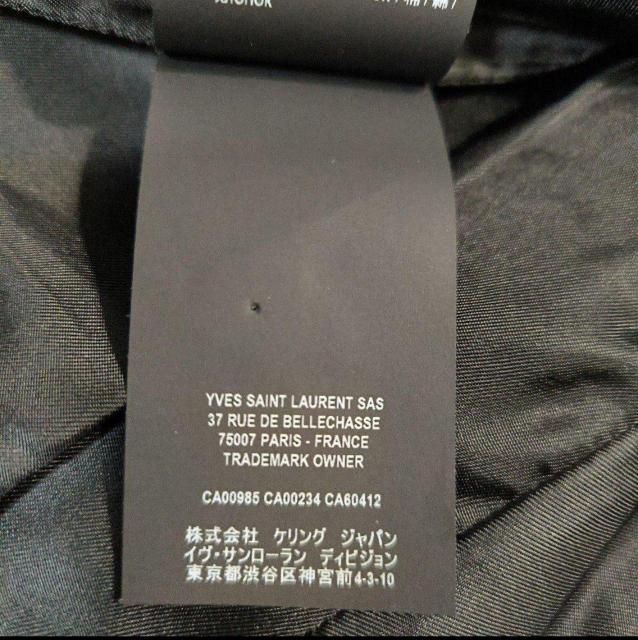 YVES SAINT LAURENT SAS
37 RUE DE BELLECHASSE
75007 PARIS - FRANCE
TRADEMARK OWNER
CA00985 CA00234 CA60412
株式会社 ケリング ジャパン
イヴ・サンローラン ディビジョン
東京都渋谷区神宮前4-3-10